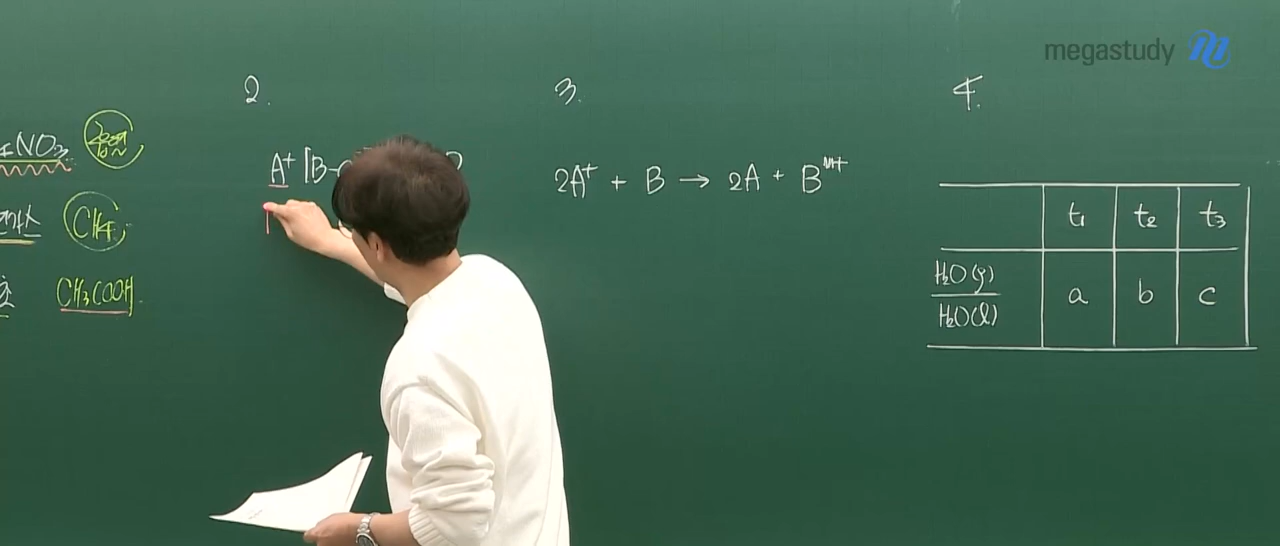 megastudy
NO₃
CH₄
CH₃COOH
2.
A⁺ [B-
3.
2A⁺ + B → 2A + Bᵐ⁺
4.
t₁ t₂ t₃
H₂O(g)
H₂O(l)
a b c